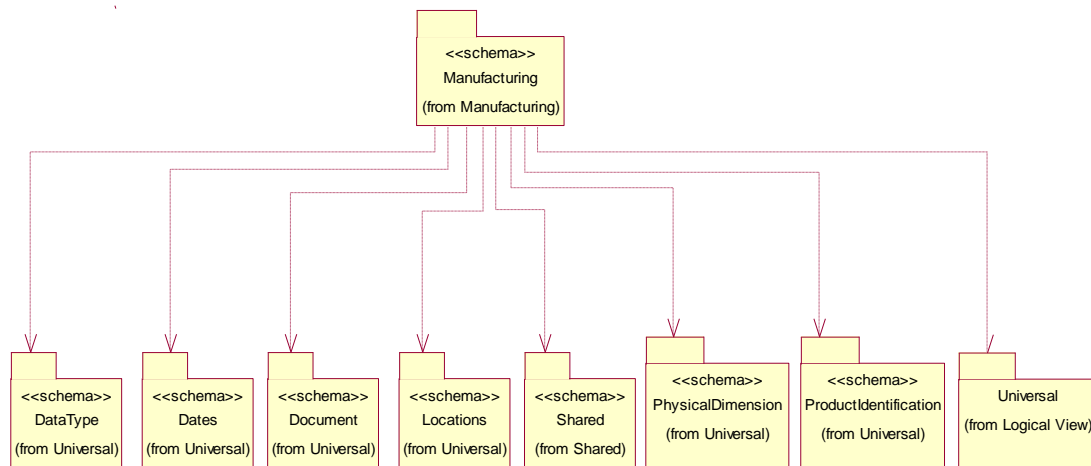 <<schema>>
Manufacturing
(from Manufacturing)
<<schema>>
DataType
(from Universal)
<<schema>>
Dates
(from Universal)
<<schema>>
Document
(from Universal)
<<schema>>
Locations
(from Universal)
<<schema>>
Shared
(from Shared)
<<schema>>
PhysicalDimension
(from Universal)
<<schema>>
ProductIdentification
(from Universal)
Universal
(from Logical View)